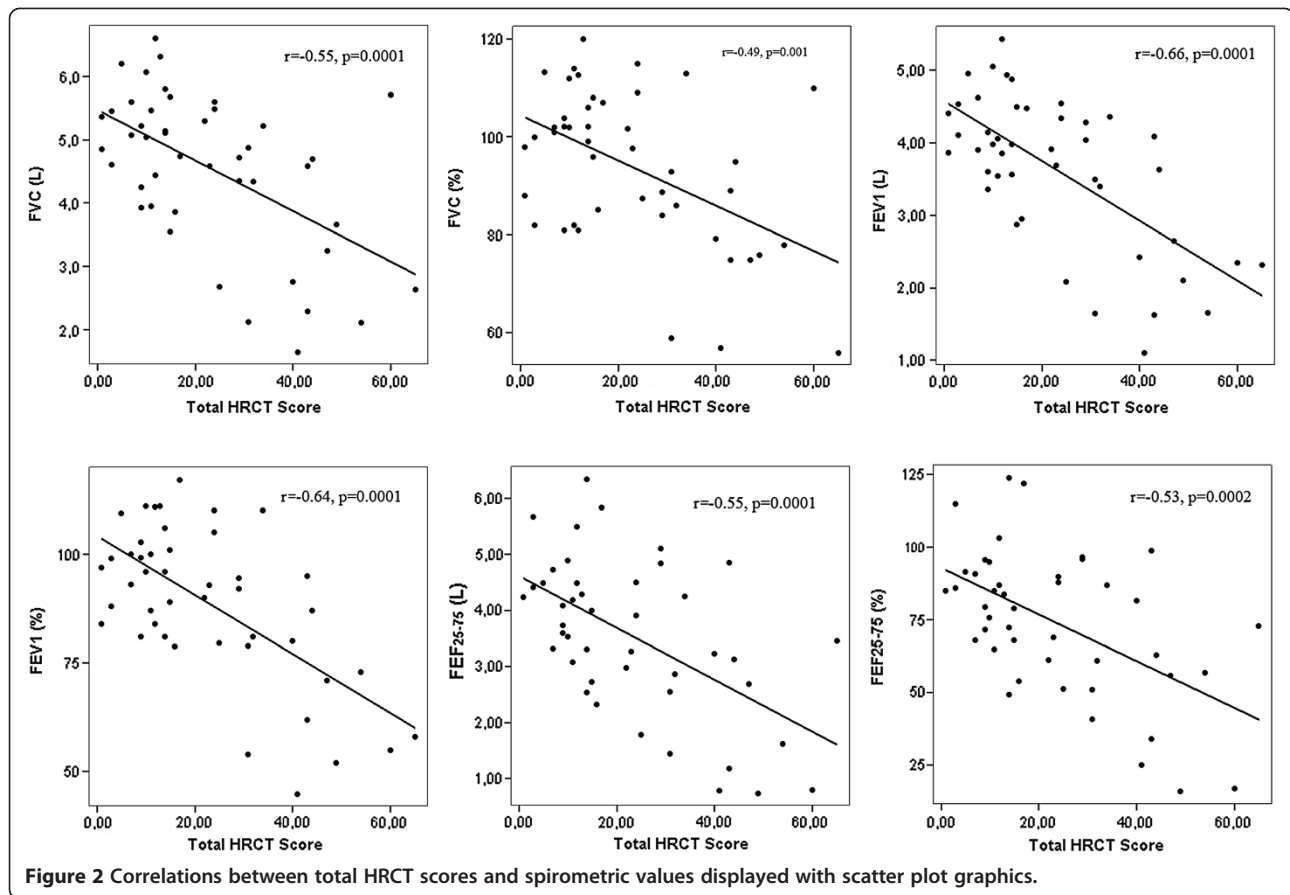 r=-0.55, p=0.0001
FVC (L)
6,0
5,0
4,0
3,0
2,0
0,00 20,00 40,00 60,00
Total HRCT Score
r=-0.49, p=0.001
FVC (%)
120
100
80
60
0,00 20,00 40,00 60,00
Total HRCT Score
r=-0.66, p=0.0001
FEV1 (L)
5,00
4,00
3,00
2,00
1,00
0,00 20,00 40,00 60,00
Total HRCT Score
r=-0.64, p=0.0001
FEV1 (%)
100
75
50
0,00 20,00 40,00 60,00
Total HRCT Score
r=-0.55, p=0.0001
FEF25-75 (L)
6,00
5,00
4,00
3,00
2,00
1,00
0,00 20,00 40,00 60,00
Total HRCT Score
r=-0.53, p=0.0002
FEF25-75 (%)
125
100
75
50
25
0,00 20,00 40,00 60,00
Total HRCT Score
Figure 2 Correlations between total HRCT scores and spirometric values displayed with scatter plot graphics.